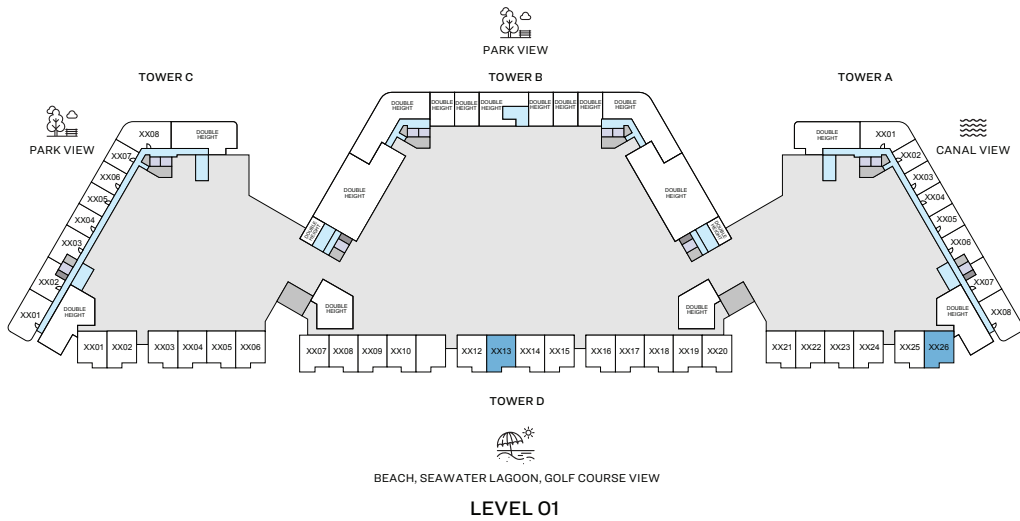 PARK VIEW
TOWER C
TOWER B
TOWER A
PARK VIEW
CANAL VIEW
XX08
DOUBLE
HEIGHT
XX07
XX06
XX05
XX04
XX03
XX02
XX01
DOUBLE
HEIGHT
DOUBLE
HEIGHT
DOUBLE
HEIGHT
DOUBLE
HEIGHT
DOUBLE
HEIGHT
DOUBLE
HEIGHT
DOUBLE
HEIGHT
DOUBLE
HEIGHT
DOUBLE
HEIGHT
DOUBLE
HEIGHT
DOUBLE
HEIGHT
DOUBLE
HEIGHT
DOUBLE
HEIGHT
DOUBLE
HEIGHT
DOUBLE
HEIGHT
XX01
XX02
XX03
XX04
XX05
XX06
XX07
XX08
DOUBLE
HEIGHT
DOUBLE
HEIGHT
DOUBLE
HEIGHT
XX01
XX02
XX03
XX04
XX05
XX06
XX07
XX08
XX09
XX10
XX12
XX13
XX14
XX15
XX16
XX17
XX18
XX19
XX20
XX21
XX22
XX23
XX24
XX25
XX26
TOWER D
BEACH, SEAWATER LAGOON, GOLF COURSE VIEW
LEVEL 01